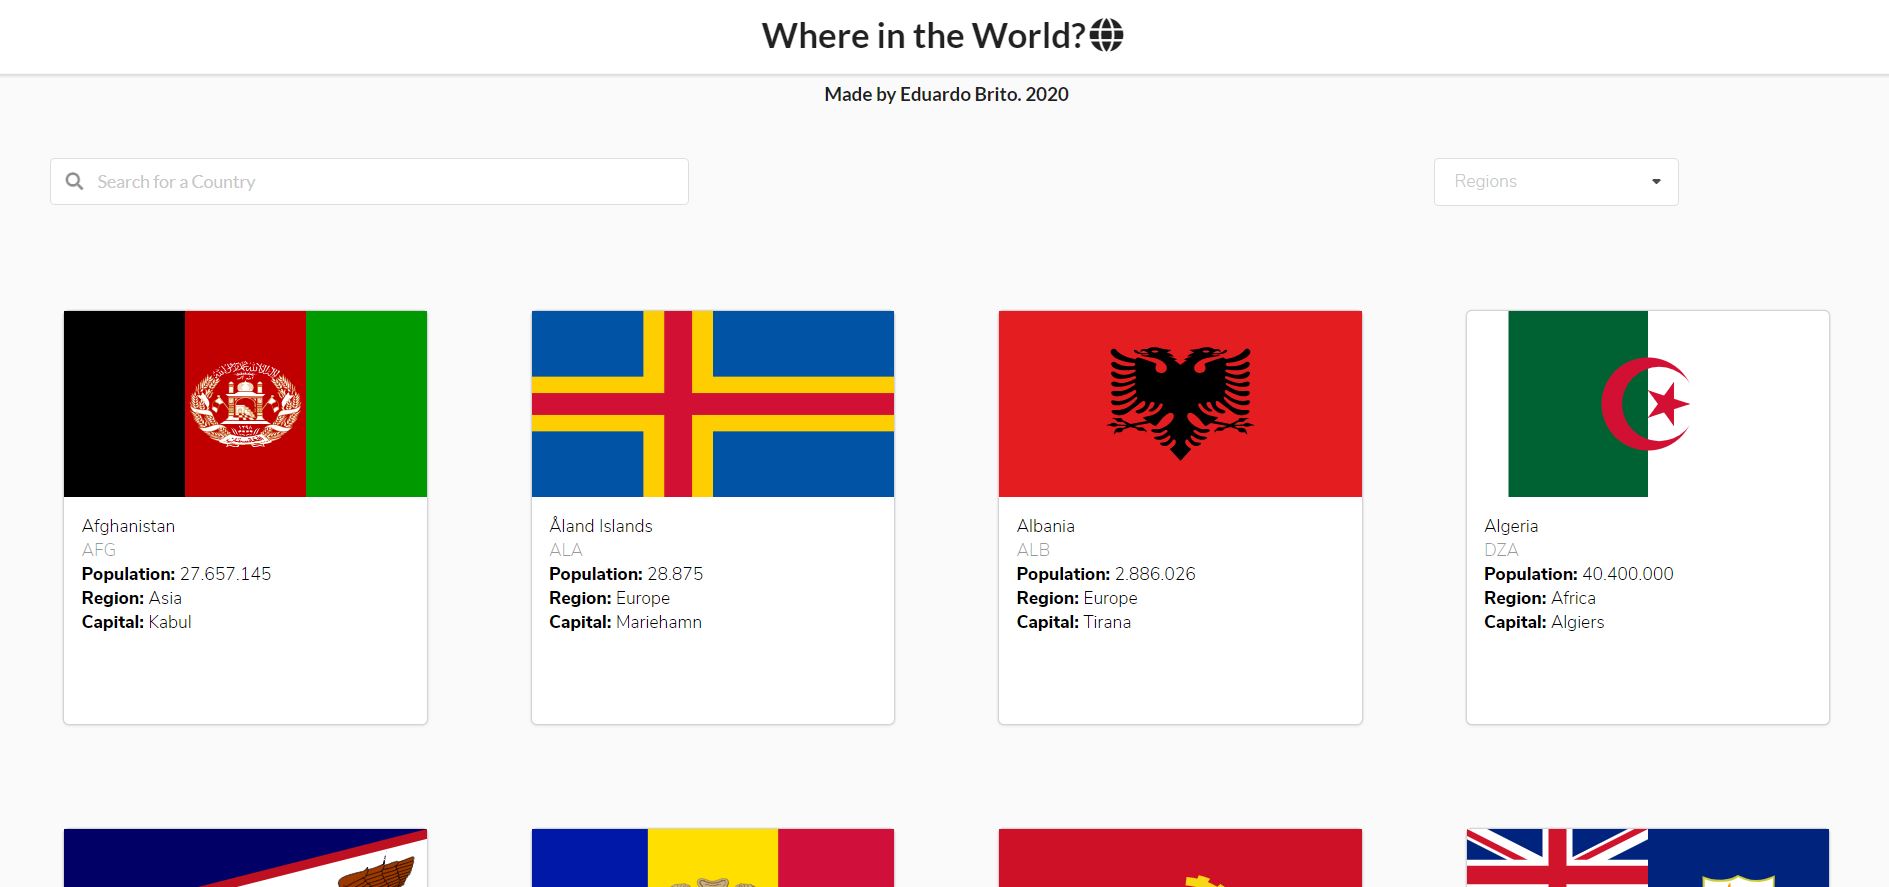 Where in the World?
Made by Eduardo Brito. 2020
Search for a Country
Regions
Afghanistan
AFG
Population: 27.657.145
Region: Asia
Capital: Kabul
Åland Islands
ALA
Population: 28.875
Region: Europe
Capital: Mariehamn
Albania
ALB
Population: 2.886.026
Region: Europe
Capital: Tirana
Algeria
DZA
Population: 40.400.000
Region: Africa
Capital: Algiers